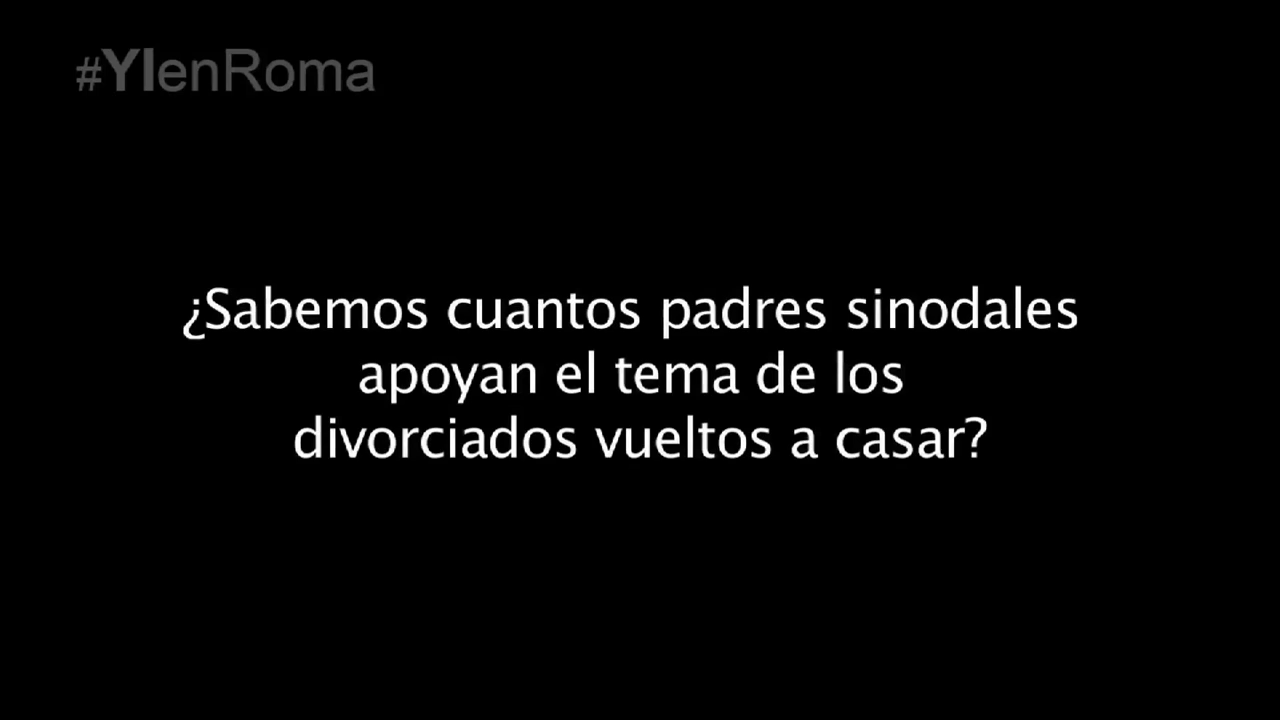 #YIenRoma
¿Sabemos cuantos padres sinodales
apoyan el tema de los
divorciados vueltos a casar?